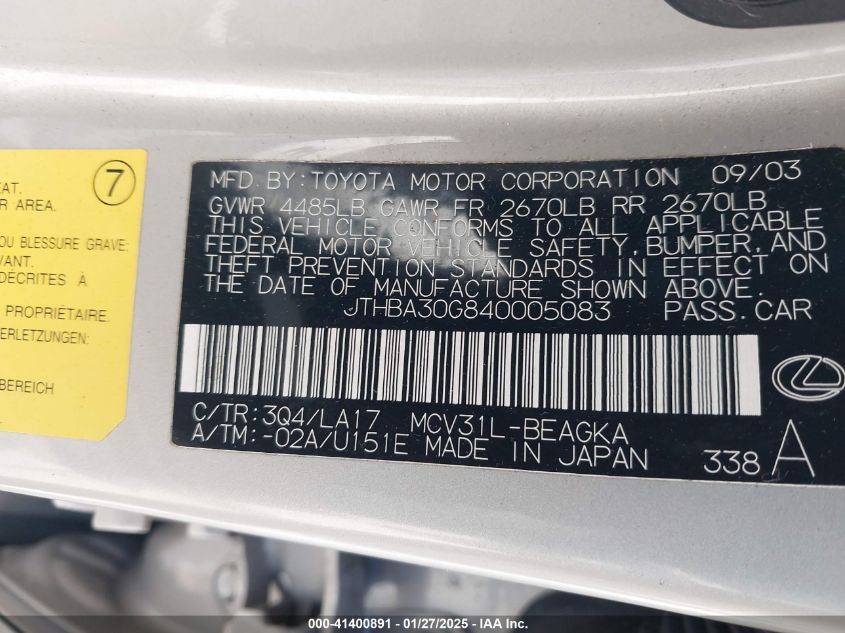 7
EAT.
R AREA.
OU BLESSURE GRAVE:
VANT.
DÉCRITES À
PROPRIÉTAIRE.
ERLETZUNGEN:
BEREICH
MFD. BY: TOYOTA MOTOR CORPORATION 09/03
GVWR 4485LB GAWR FR 2670LB RR 2670LB
THIS VEHICLE CONFORMS TO ALL APPLICABLE
FEDERAL MOTOR VEHICLE SAFETY, BUMPER, AND
THEFT PREVENTION STANDARDS IN EFFECT ON
THE DATE OF MANUFACTURE SHOWN ABOVE.
JTHBA30G840005083 PASS. CAR
C/TR: 3Q4/LA17 MCV31L-BEAGKA
A/TM: -02A/U151E MADE IN JAPAN 338 A
000-41400891 - 01/27/2025 - IAA Inc.